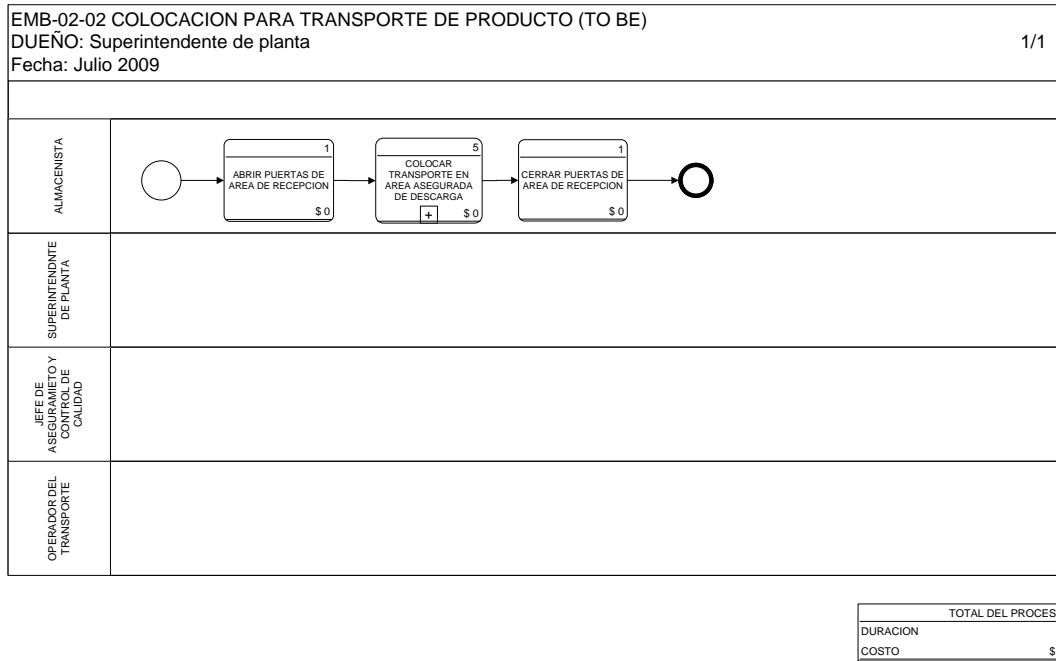 EMB-02-02 COLOCACION PARA TRANSPORTE DE PRODUCTO (TO BE)
DUEÑO: Superintendente de planta
1/1
Fecha: Julio 2009
ALMACENISTA
1
ABRIR PUERTAS DE
AREA DE RECEPCION
$ 0
5
COLOCAR
TRANSPORTE EN
AREA ASEGURADA
DE DESCARGA
+
$ 0
1
CERRAR PUERTAS DE
AREA DE RECEPCION
$ 0
SUPERINTENDNTE
DE PLANTA
JEFE DE
ASEGURAMIETO Y
CONTROL DE
CALIDAD
OPERADOR DEL
TRANSPORTE
TOTAL DEL PROCES
DURACION
COSTO $